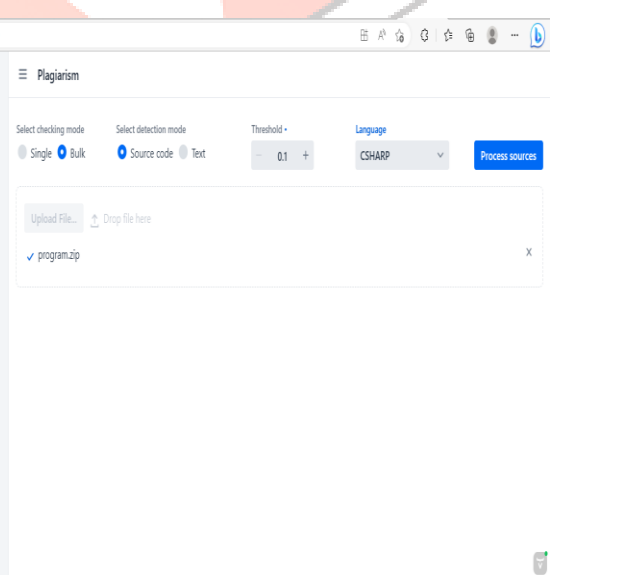 Plagiarism
Select checking mode Select detection mode Threshold • Language
Single Bulk Source code Text − 0.1 + CSHARP Process sources
Upload File... Drop file here
program.zip X